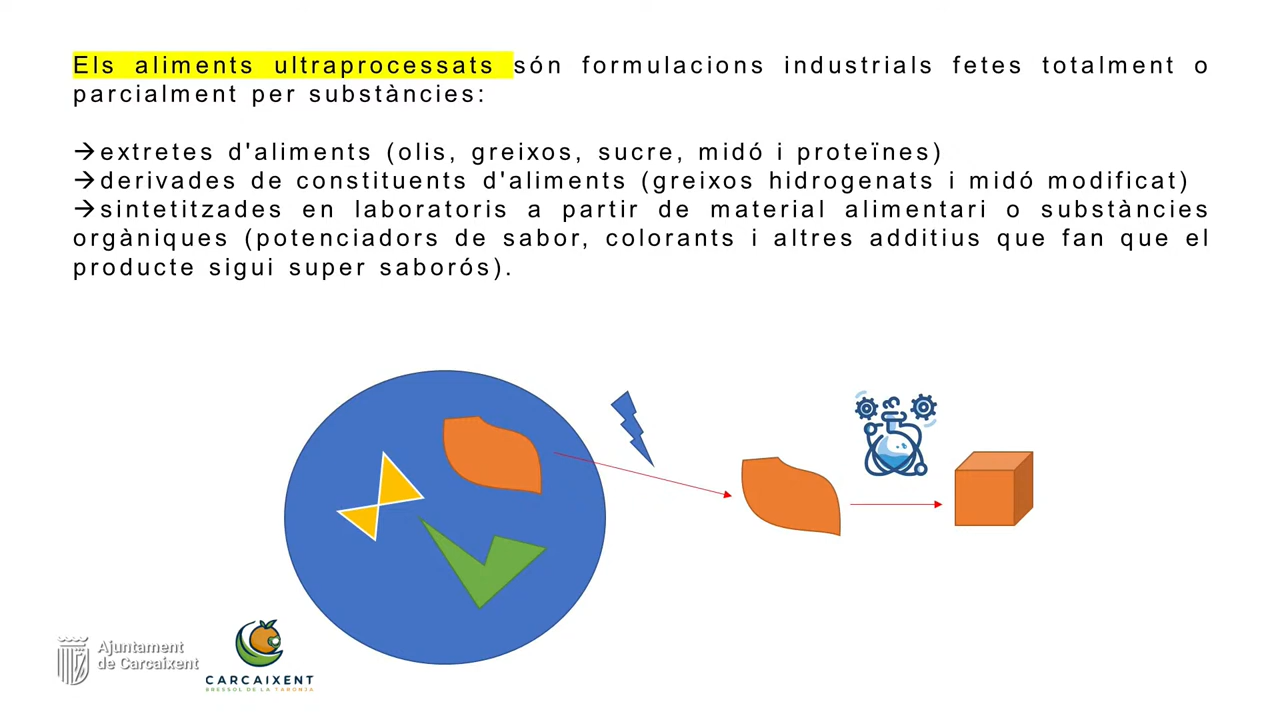 Els aliments ultraprocessats són formulacions industrials fetes totalment o
parcialment per substàncies:
→extretes d'aliments (olis, greixos, sucre, midó i proteïnes)
→derivades de constituents d'aliments (greixos hidrogenats i midó modificat)
→sintetitzades en laboratoris a partir de material alimentari o substàncies
orgàniques (potenciadors de sabor, colorants i altres additius que fan que el
producte sigui super saborós).
Ajuntament
de Carcaixent
CARCAIXENT
BRESSOL DE LA TARONJA